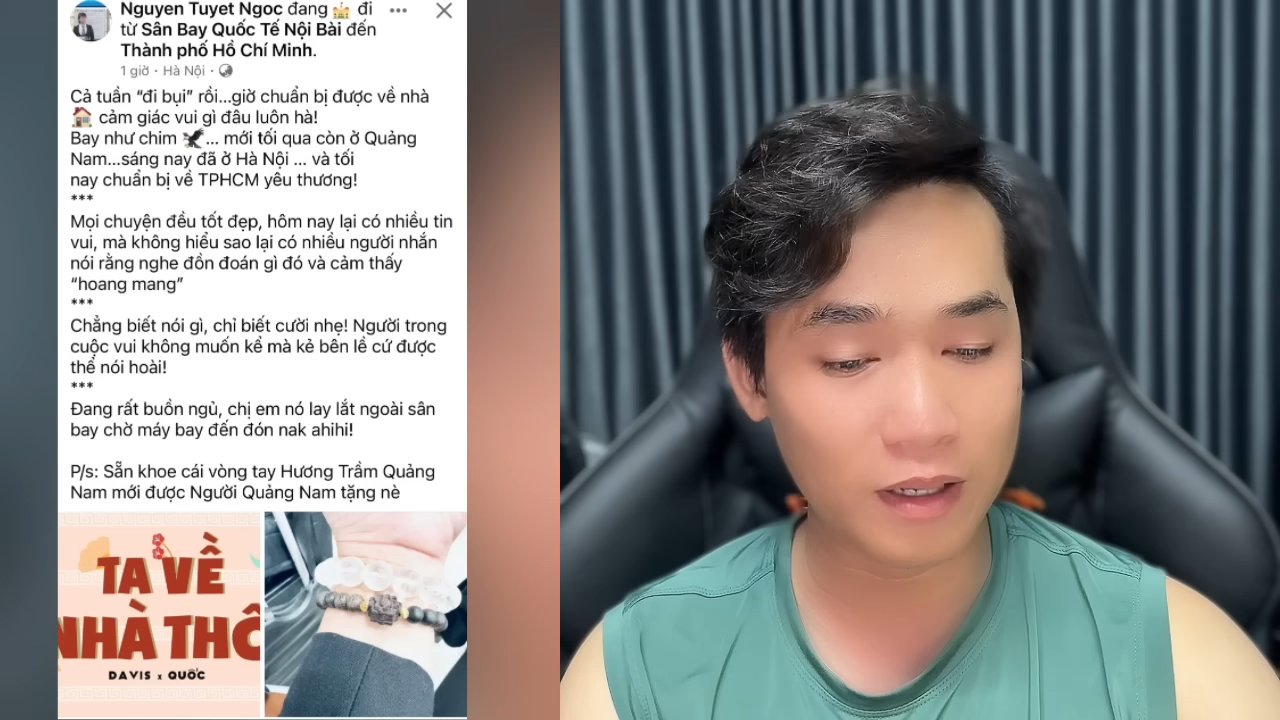 Nguyen Tuyet Ngoc đang đi
từ Sân Bay Quốc Tế Nội Bài đến
Thành phố Hồ Chí Minh.
1 giờ · Hà Nội ·
Cả tuần “đi bụi” rồi...giờ chuẩn bị được về nhà
cảm giác vui gì đâu luôn hà!
Bay như chim ... mới tối qua còn ở Quảng
Nam...sáng nay đã ở Hà Nội ... và tối
nay chuẩn bị về TPHCM yêu thương!
***
Mọi chuyện đều tốt đẹp, hôm nay lại có nhiều tin
vui, mà không hiểu sao lại có nhiều người nhắn
nói rằng nghe đồn đoán gì đó và cảm thấy
“hoang mang”
***
Chẳng biết nói gì, chỉ biết cười nhẹ! Người trong
cuộc vui không muốn kể mà kẻ bên lề cứ được
thể nói hoài!
***
Đang rất buồn ngủ, chị em nó lay lắt ngoài sân
bay chờ máy bay đến đón nak ahihi!
P/s: Sẵn khoe cái vòng tay Hương Trầm Quảng
Nam mới được Người Quảng Nam tặng nè
TA VỀ
NHÀ THÔ
DAVIS x QUỐC